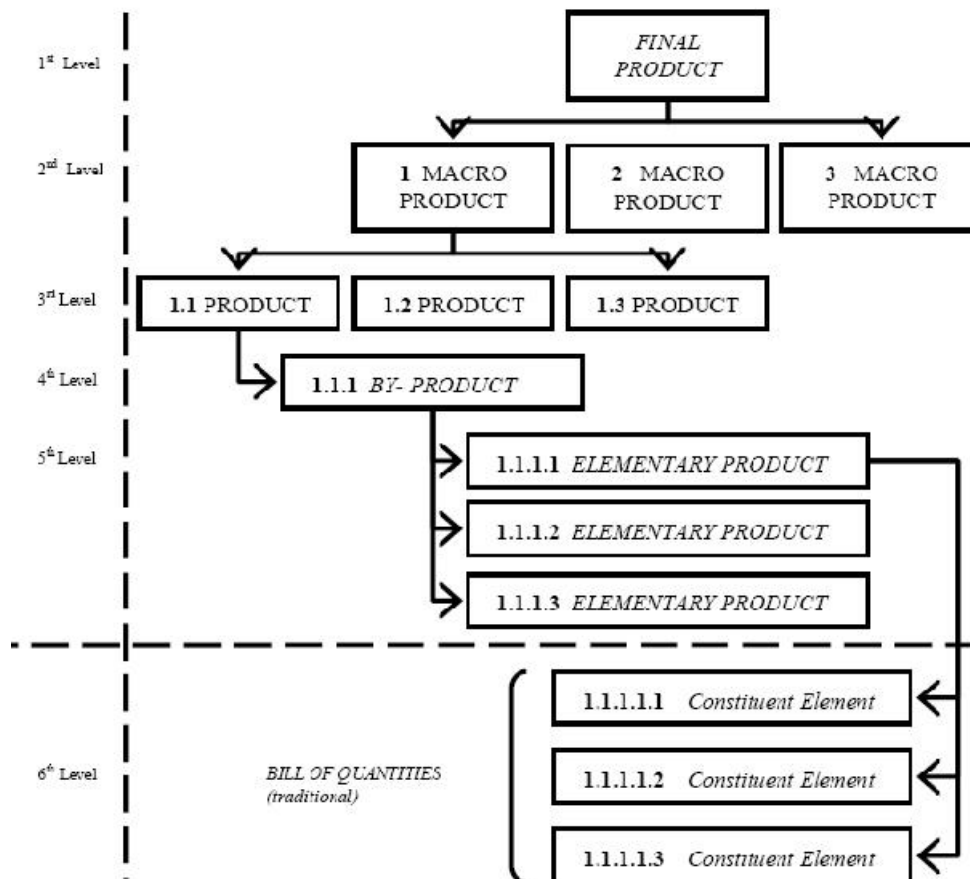 1st Level
FINAL
PRODUCT
2nd Level
1 MACRO
PRODUCT
2 MACRO
PRODUCT
3 MACRO
PRODUCT
3rd Level
1.1 PRODUCT
1.2 PRODUCT
1.3 PRODUCT
4th Level
1.1.1 BY- PRODUCT
5th Level
1.1.1.1 ELEMENTARY PRODUCT
1.1.1.2 ELEMENTARY PRODUCT
1.1.1.3 ELEMENTARY PRODUCT
1.1.1.1.1 Constituent Element
6th Level
BILL OF QUANTITIES
(traditional)
1.1.1.1.2 Constituent Element
1.1.1.1.3 Constituent Element